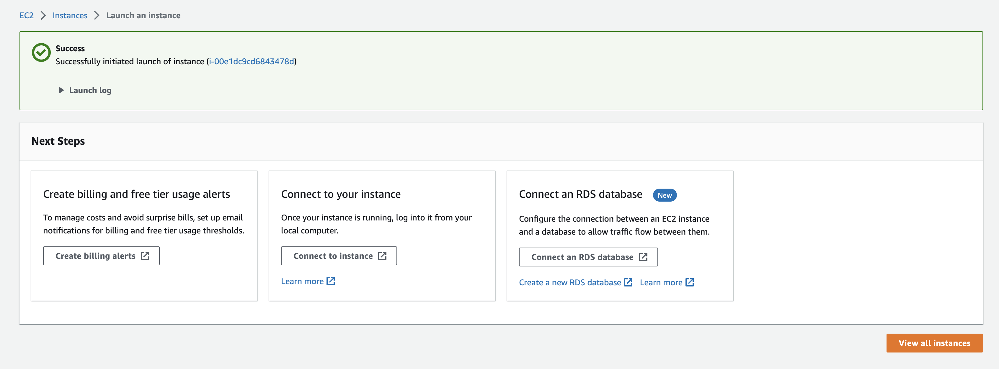 EC2 Instances Launch an instance
Success
Successfully initiated launch of instance (i-00e1dc9cd6843478d)
Launch log
Next Steps
Create billing and free tier usage alerts
To manage costs and avoid surprise bills, set up email
notifications for billing and free tier usage thresholds.
Create billing alerts
Connect to your instance
Once your instance is running, log into it from your
local computer.
Connect to instance
Learn more
Connect an RDS database New
Configure the connection between an EC2 instance
and a database to allow traffic flow between them.
Connect an RDS database
Create a new RDS database Learn more
View all instances